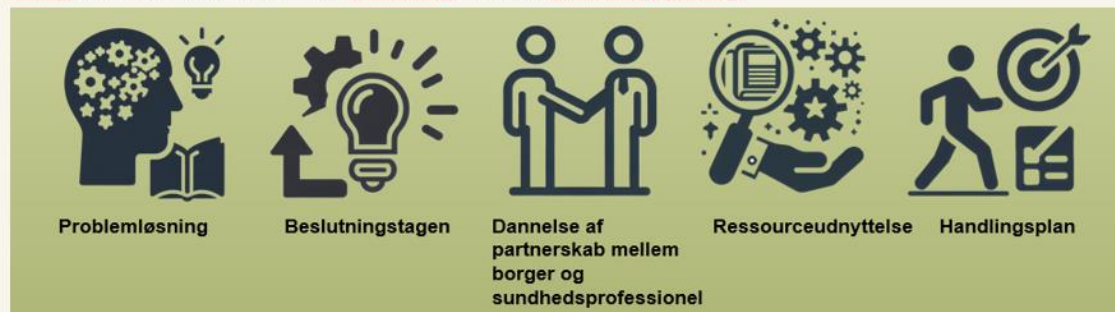 Problemløsning
Beslutningstagen
Dannelse af
partnerskab mellem
borger og
sundhedsprofessionel
Ressourceudnyttelse
Handlingsplan